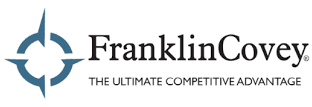 FranklinCovey®
THE ULTIMATE COMPETITIVE ADVANTAGE